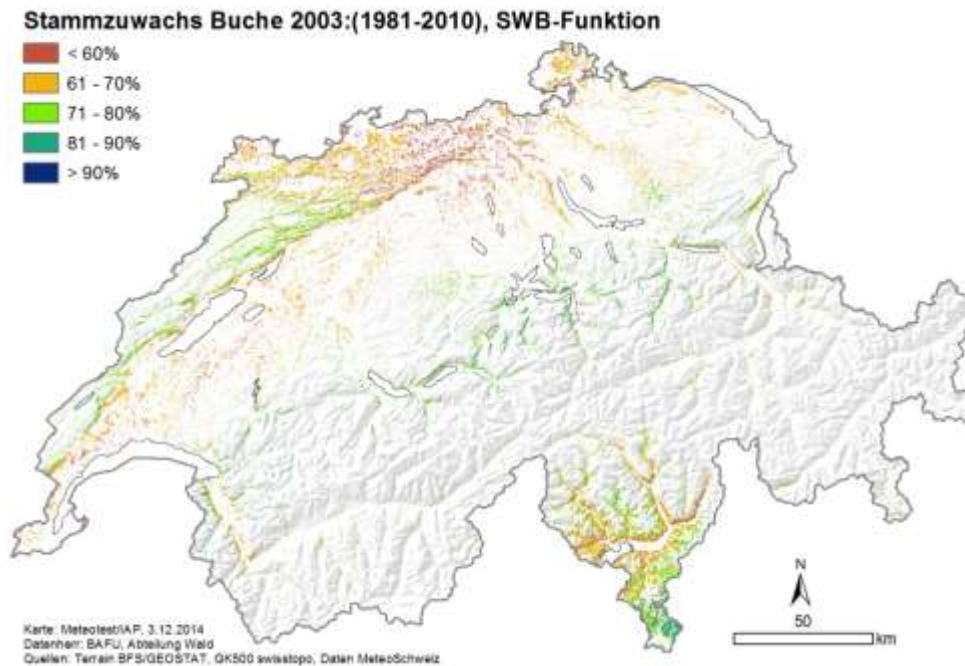 Stammzuwachs Buche 2003:(1981-2010), SWB-Funktion
< 60%
61 - 70%
71 - 80%
81 - 90%
> 90%
N
50
km
Karte: Meteotest/IAP, 3.12.2014
Datenherr: BAFU, Abteilung Wald
Quellen: Terrain BFS/GEOSTAT, GK500 swisstopo, Daten MeteoSchweiz